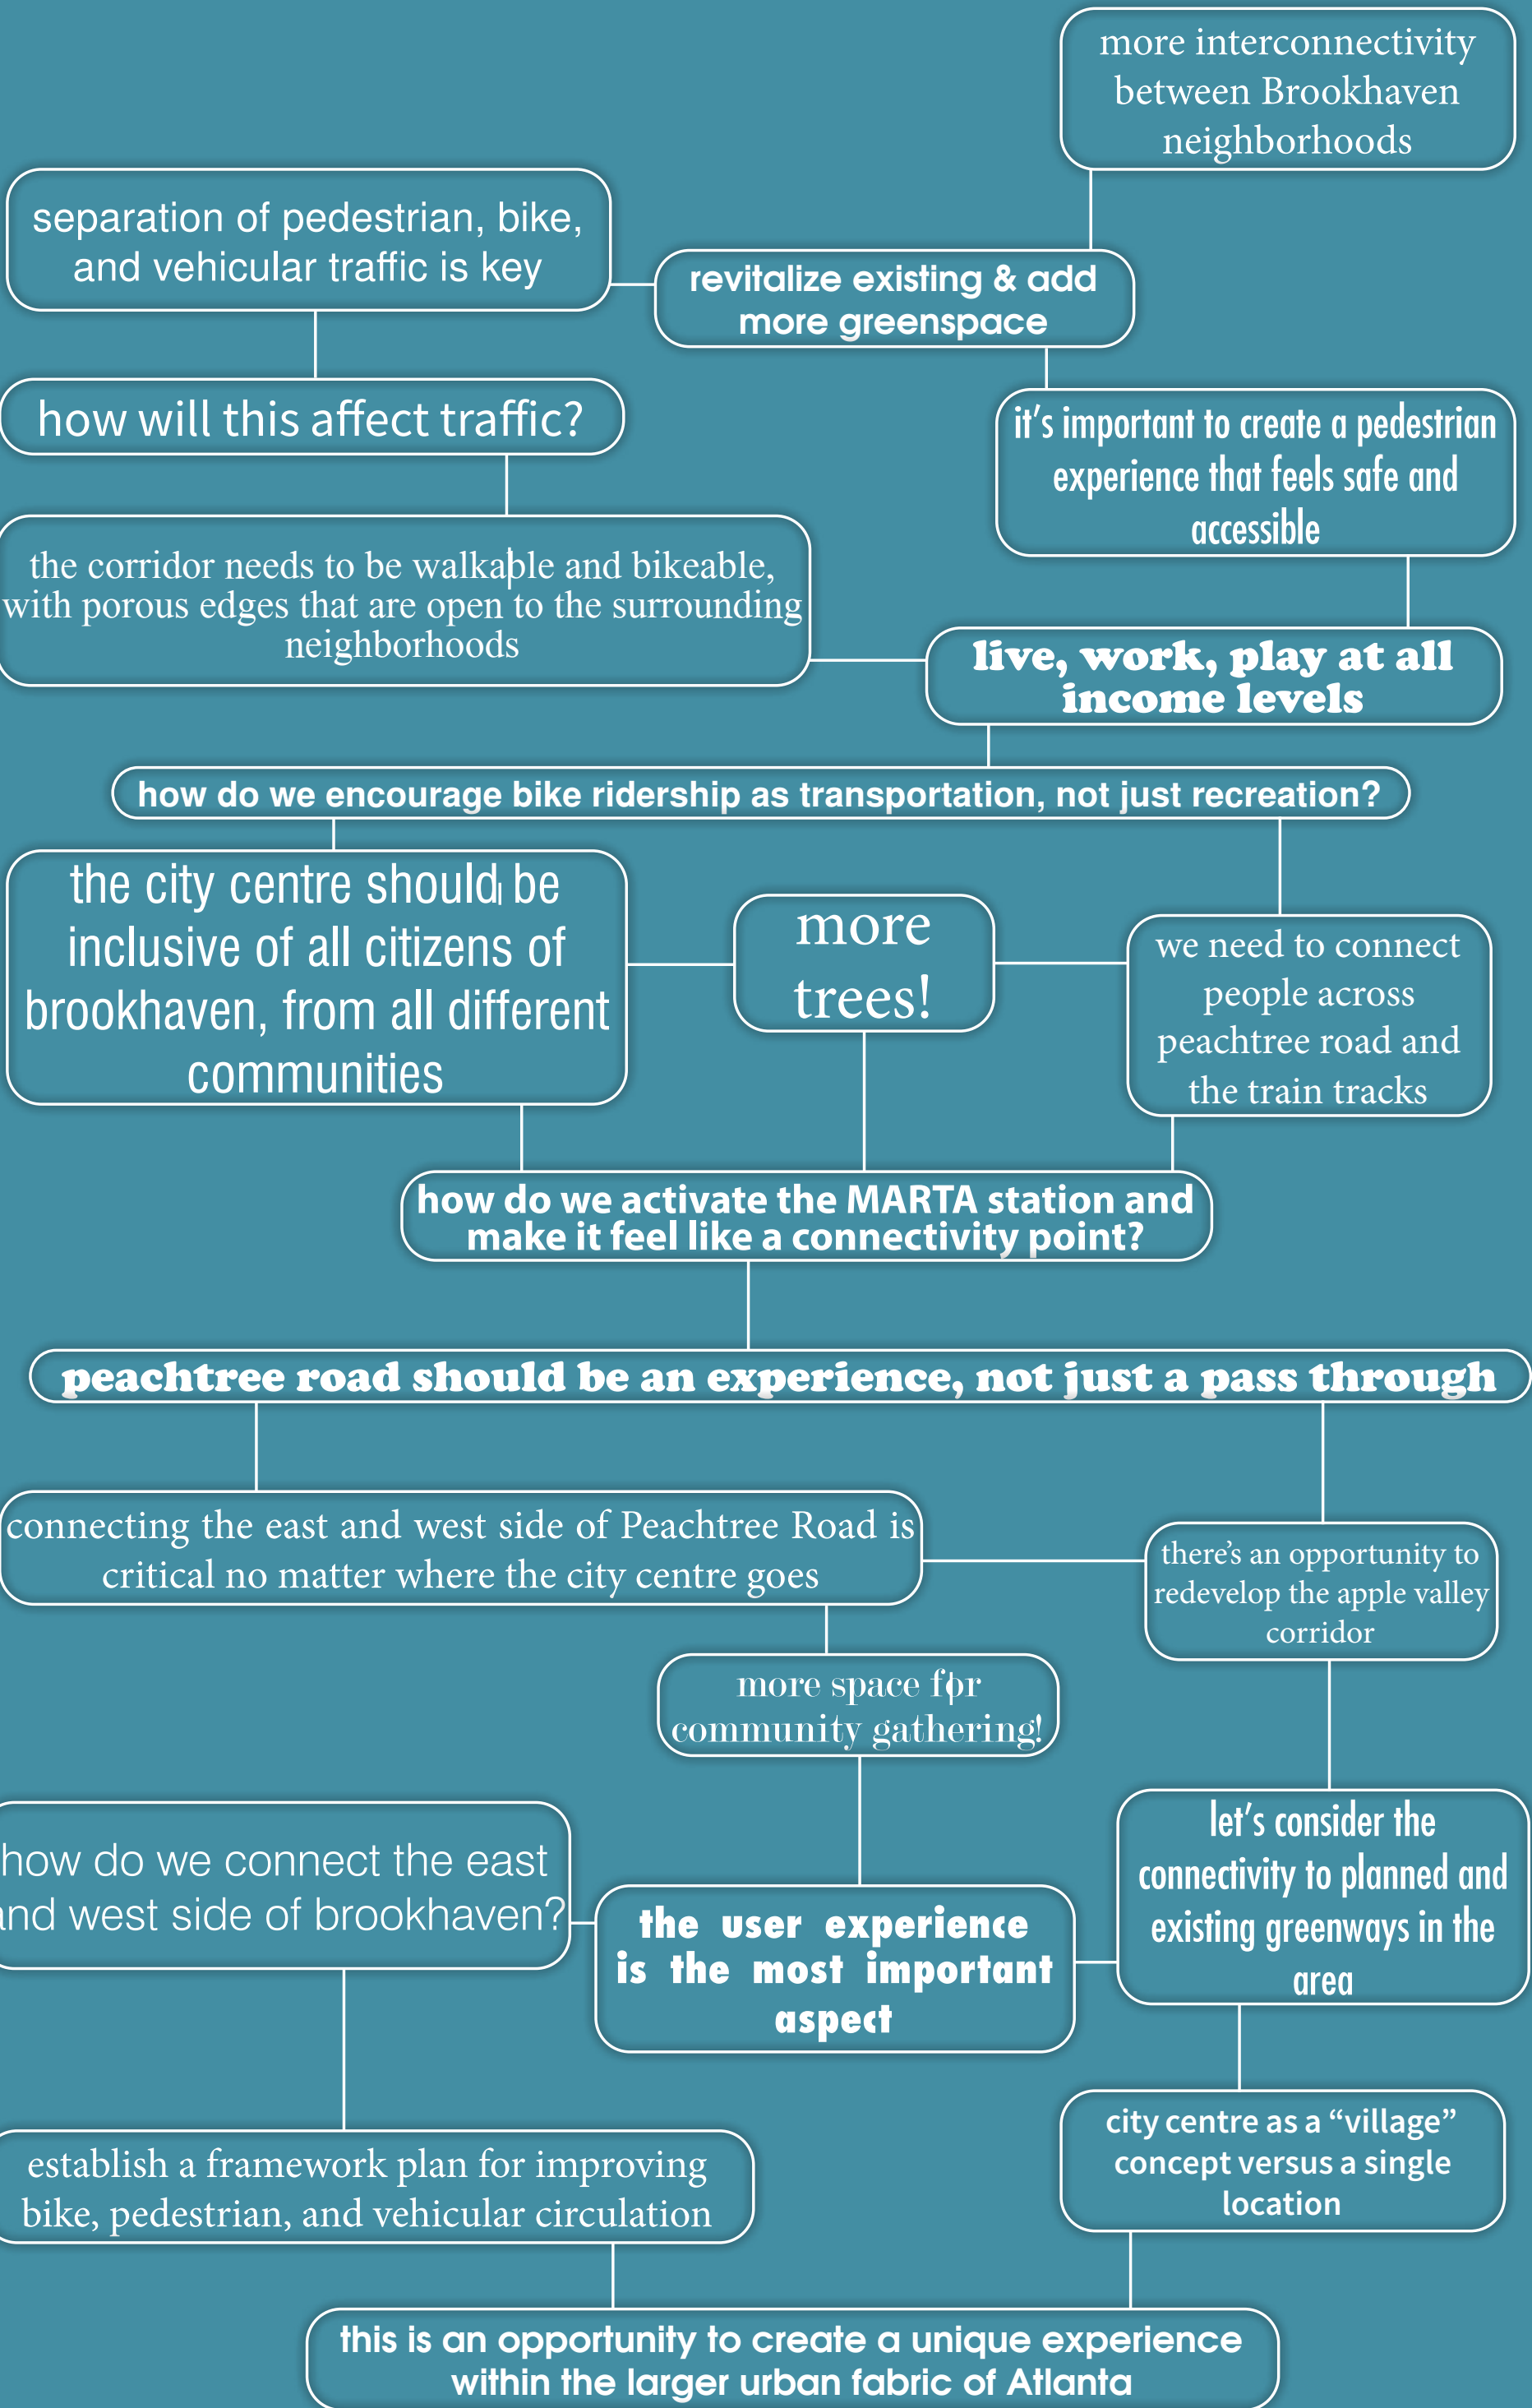 more interconnectivity
between Brookhaven
neighborhoods
separation of pedestrian, bike,
and vehicular traffic is key
revitalize existing & add
more greenspace
how will this affect traffic?
it's important to create a pedestrian
experience that feels safe and
accessible
the corridor needs to be walkable and bikeable,
with porous edges that are open to the surrounding
neighborhoods
live, work, play at all
income levels
how do we encourage bike ridership as transportation, not just recreation?
the city centre should be
inclusive of all citizens of
brookhaven, from all different
communities
more
trees!
we need to connect
people across
peachtree road and
the train tracks
how do we activate the MARTA station and
make it feel like a connectivity point?
peachtree road should be an experience, not just a pass through
connecting the east and west side of Peachtree Road is
critical no matter where the city centre goes
there's an opportunity to
redevelop the apple valley
corridor
more space for
community gathering!
how do we connect the east
and west side of brookhaven?
let's consider the
connectivity to planned and
existing greenways in the
area
the user experience
is the most important
aspect
city centre as a “village”
concept versus a single
location
establish a framework plan for improving
bike, pedestrian, and vehicular circulation
this is an opportunity to create a unique experience
within the larger urban fabric of Atlanta